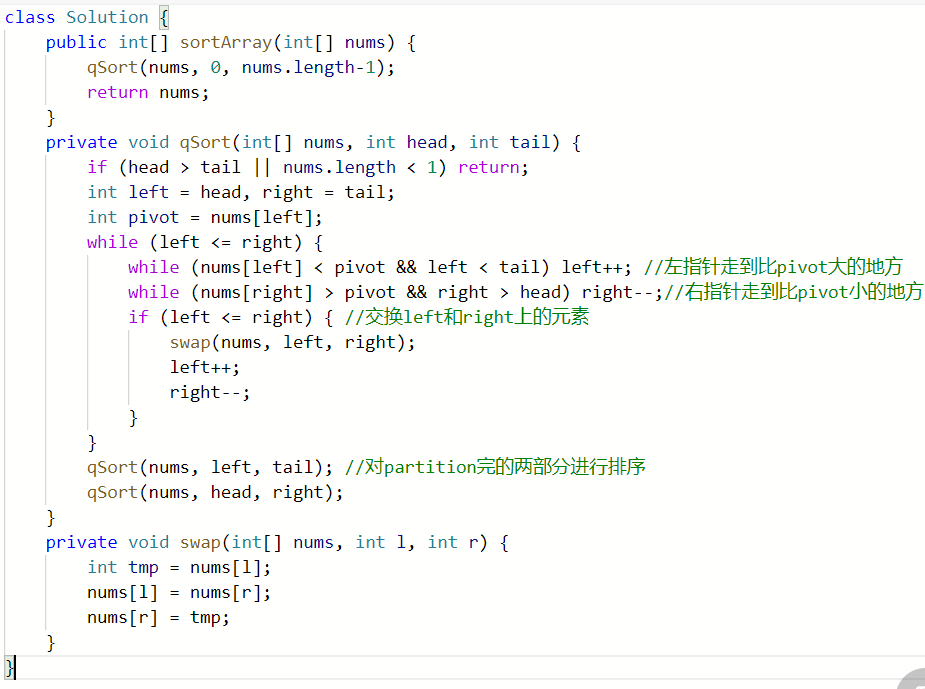 class Solution {
    public int[] sortArray(int[] nums) {
        qSort(nums, 0, nums.length-1);
        return nums;
    }
    private void qSort(int[] nums, int head, int tail) {
        if (head > tail || nums.length < 1) return;
        int left = head, right = tail;
        int pivot = nums[left];
        while (left <= right) {
            while (nums[left] < pivot && left < tail) left++; //左指针走到比pivot大的地方
            while (nums[right] > pivot && right > head) right--;//右指针走到比pivot小的地方
            if (left <= right) { //交换left和right上的元素
                swap(nums, left, right);
                left++;
                right--;
            }
        }
        qSort(nums, left, tail); //对partition完的两部分进行排序
        qSort(nums, head, right);
    }
    private void swap(int[] nums, int l, int r) {
        int tmp = nums[l];
        nums[l] = nums[r];
        nums[r] = tmp;
    }
}